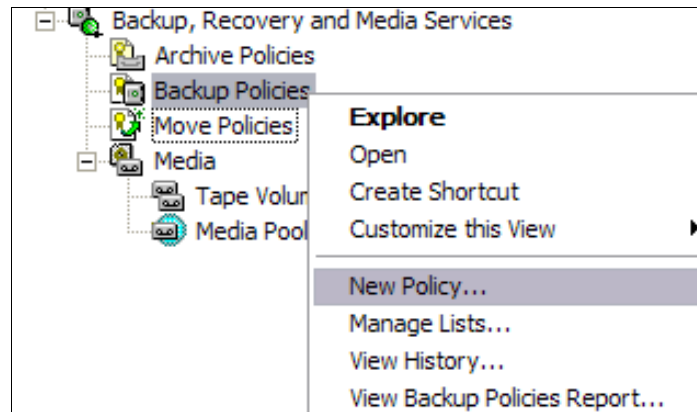 Backup, Recovery and Media Services
Archive Policies
Backup Policies
Move Policies
Media
Tape
Media Pool
Explore
Open
Create Shortcut
Customize this View
New Policy...
Manage Lists...
View History...
View Backup Policies Report...